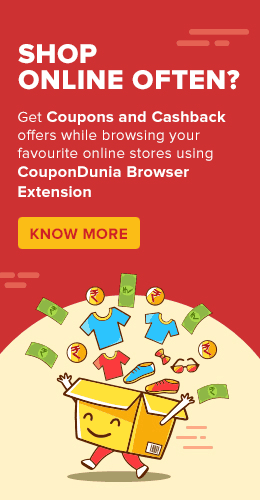 SHOP
ONLINE OFTEN?
Get Coupons and Cashback
offers while browsing your
favourite online stores using
CouponDunia Browser
Extension
KNOW MORE